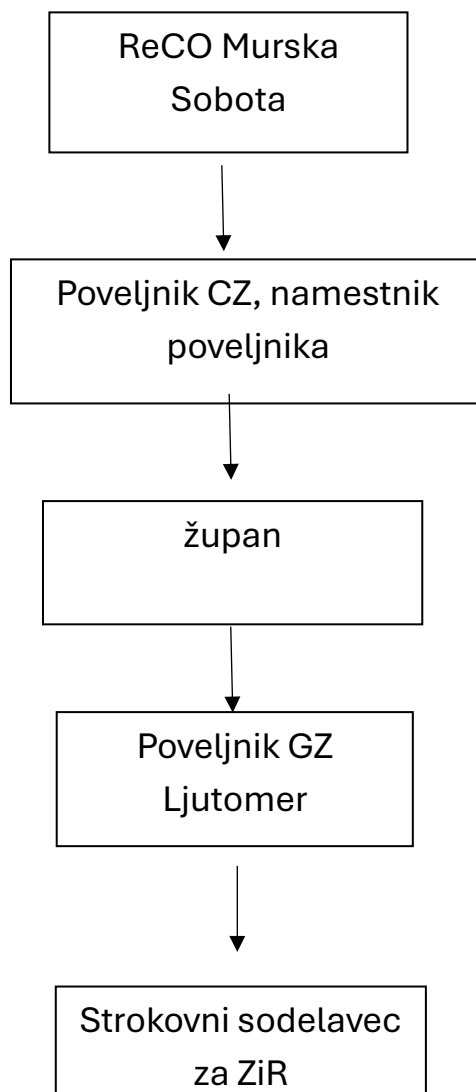 ReCO Murska
Sobota
Poveljnik CZ, namestnik
poveljnika
župan
Poveljnik GZ
Ljutomer
Strokovni sodelavec
za ZiR